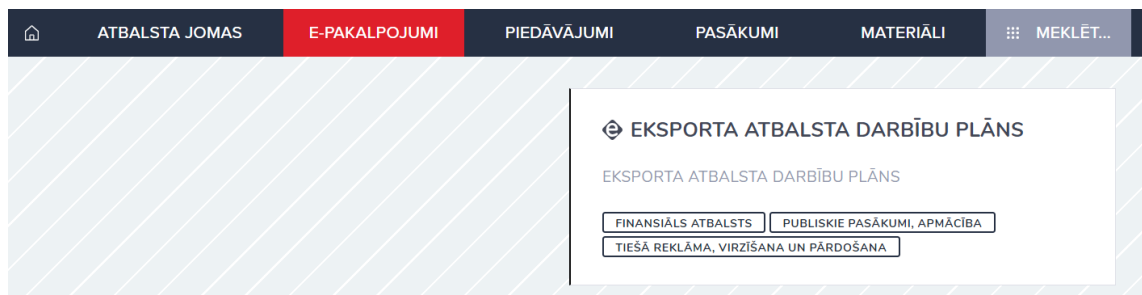 ATBALSTA JOMAS E-PAKALPOJUMI PIEDĀVĀJUMI PASĀKUMI MATERIĀLI MEKLĒT...
EKSPORTA ATBALSTA DARBĪBU PLĀNS
EKSPORTA ATBALSTA DARBĪBU PLĀNS
FINANSIĀLS ATBALSTS PUBLISKIE PASĀKUMI, APMĀCĪBA
TIEŠĀ REKLĀMA, VIRZĪŠANA UN PĀRDOŠANA